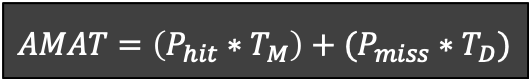 AMAT = (P_hit * T_M) + (P_miss * T_D)